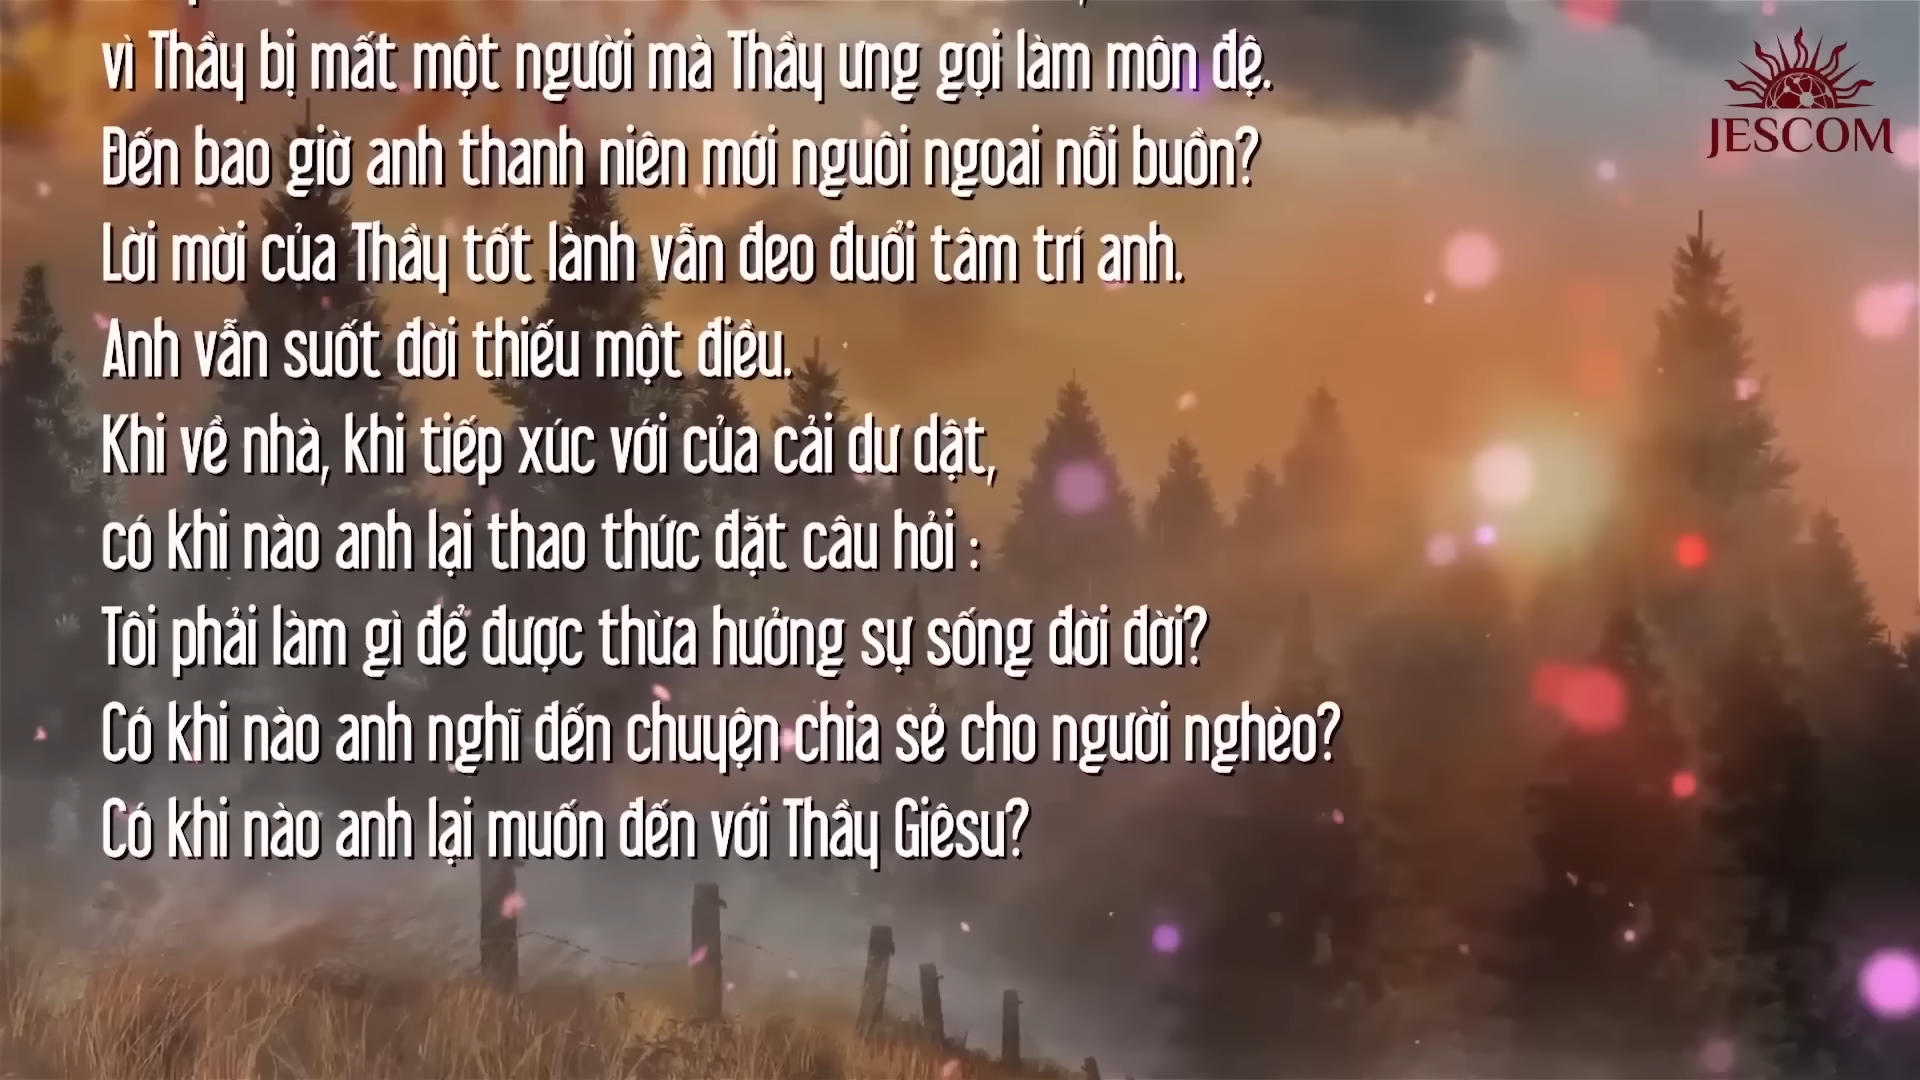 vì Thầy bị mất một người mà Thầy ưng gọi làm môn đệ.
Đến bao giờ anh thanh niên mới nguôi ngoai nỗi buồn?
Lời mời của Thầy tốt lành vẫn đeo đuổi tâm trí anh.
Anh vẫn suốt đời thiếu một điều.
Khi về nhà, khi tiếp xúc với của cải dư dật,
có khi nào anh lại thao thức đặt câu hỏi :
Tôi phải làm gì để được thừa hưởng sự sống đời đời?
Có khi nào anh nghĩ đến chuyện chia sẻ cho người nghèo?
Có khi nào anh lại muốn đến với Thầy Giêsu?
JESCOM